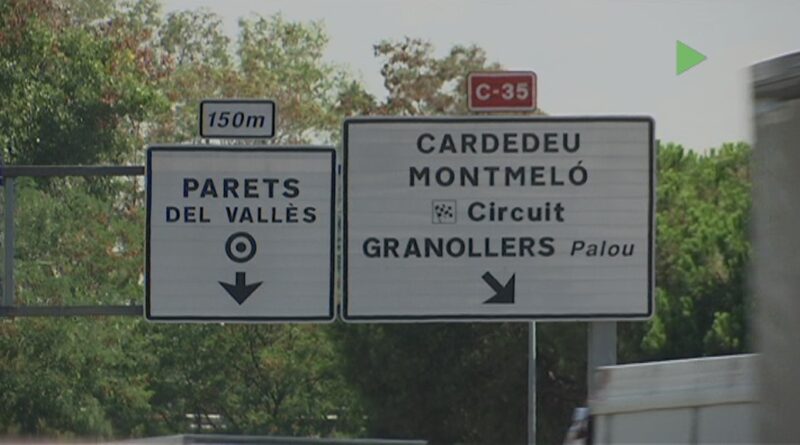 150m
PARETS
DEL VALLÈS
C-35
CARDEDEU
MONTMELÓ
Circuit
GRANOLLERS Palou